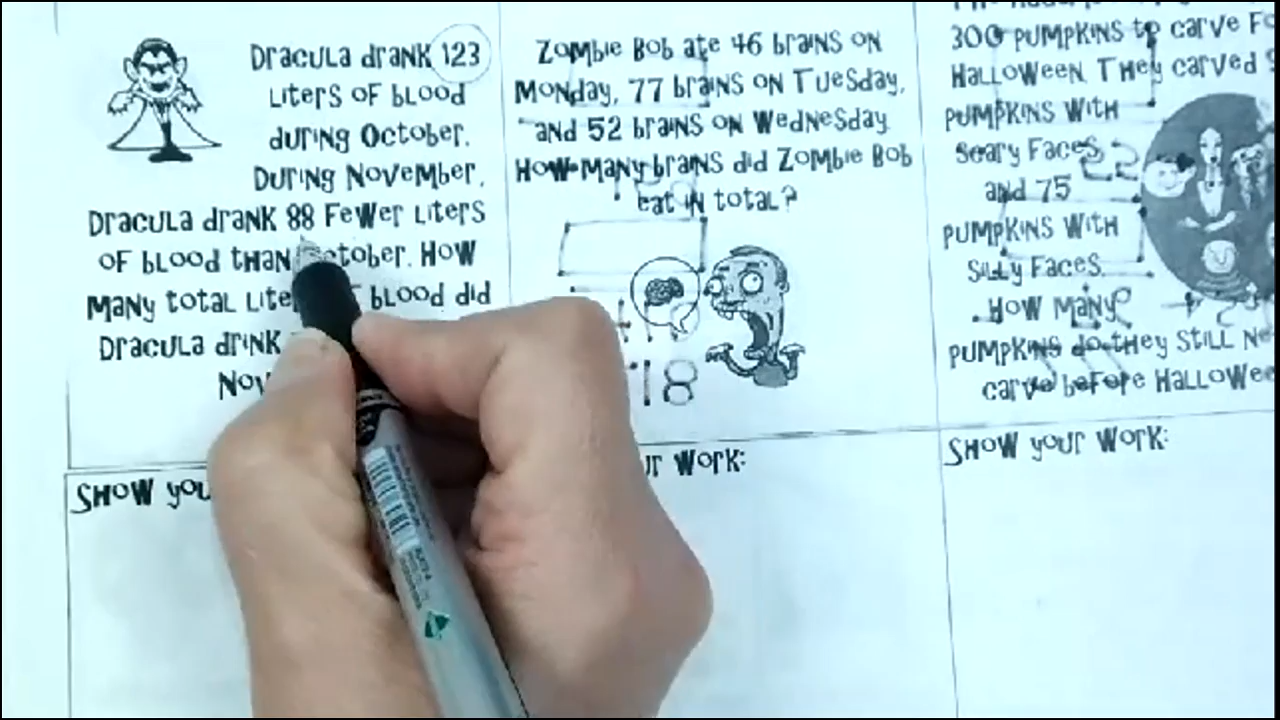 Dracula drank 123
liters of blood
during October.
During November,
Dracula drank 88 fewer liters
of blood than October. How
many total blood did
Dracula drink
Zombie Bob ate 46 brains on
Monday, 77 brains on Tuesday,
and 52 brains on Wednesday
How many brains did Zombie Bob
eat in total?
18
300 pumpkins to carve
Halloween. They carved
pumpkins with
scary faces
and 75
pumpkins with
silly faces.
How many
pumpkins do they still
carve before
Show
work:
Show your work: